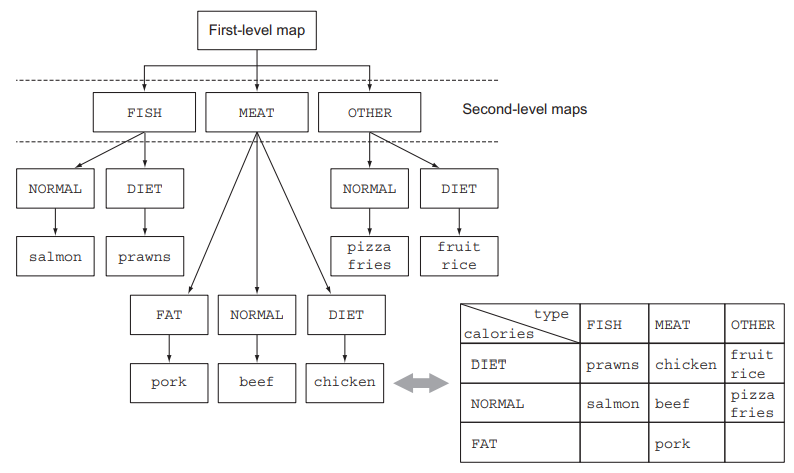 First-level map
FISH MEAT OTHER
Second-level maps
NORMAL DIET NORMAL DIET
salmon prawns
pizza
fries
fruit
rice
FAT NORMAL DIET
pork beef chicken
type
calories
FISH MEAT OTHER
DIET prawns chicken fruit
rice
NORMAL salmon beef pizza
fries
FAT pork